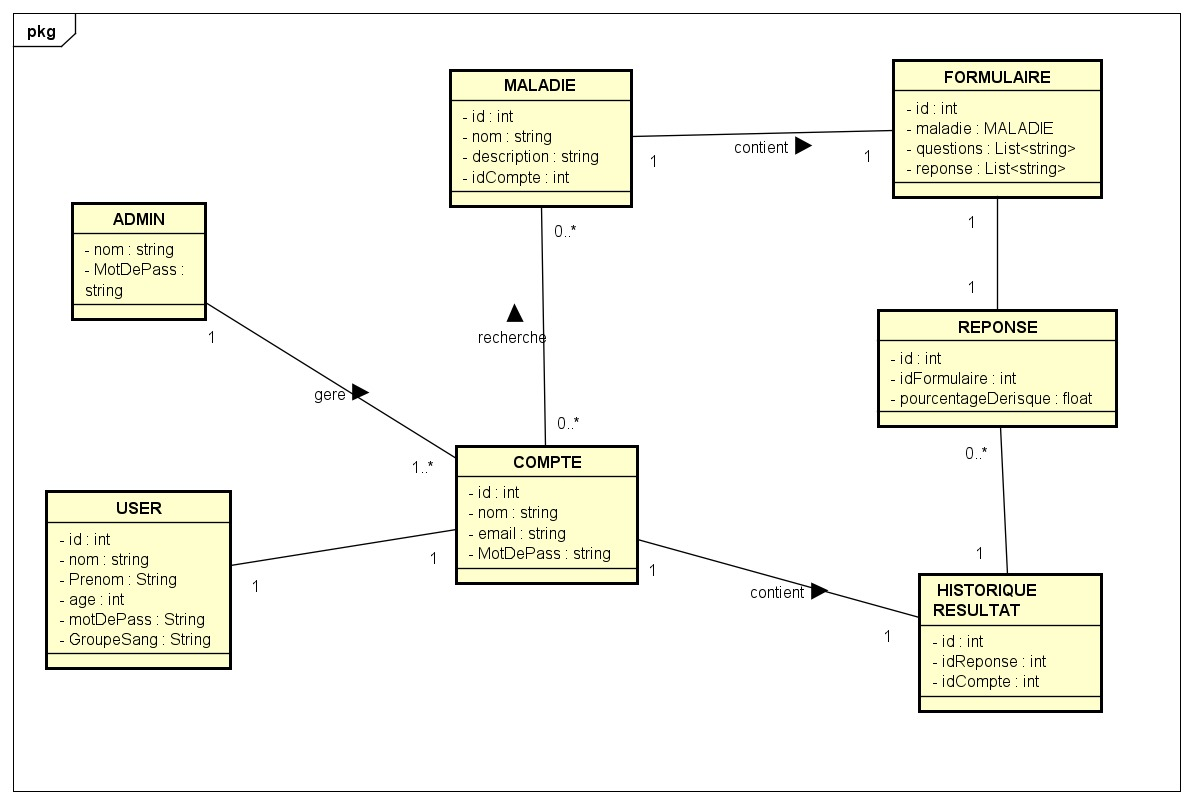 pkg
MALADIE
- id : int
- nom : string
- description : string
- idCompte : int
FORMULAIRE
- id : int
- maladie : MALADIE
- questions : List<string>
- reponse : List<string>
1
contient
1
ADMIN
- nom : string
- MotDePass :
string
0..*
1
1
recherche
1
gere
REPONSE
- id : int
- idFormulaire : int
- pourcentageDerisque : float
0..*
1..*
0..*
COMPTE
- id : int
- nom : string
- email : string
- MotDePass : string
USER
- id : int
- nom : string
- Prenom : String
- age : int
- motDePass : String
- GroupeSang : String
1
1
1
contient
1
1
HISTORIQUE
RESULTAT
- id : int
- idReponse : int
- idCompte : int